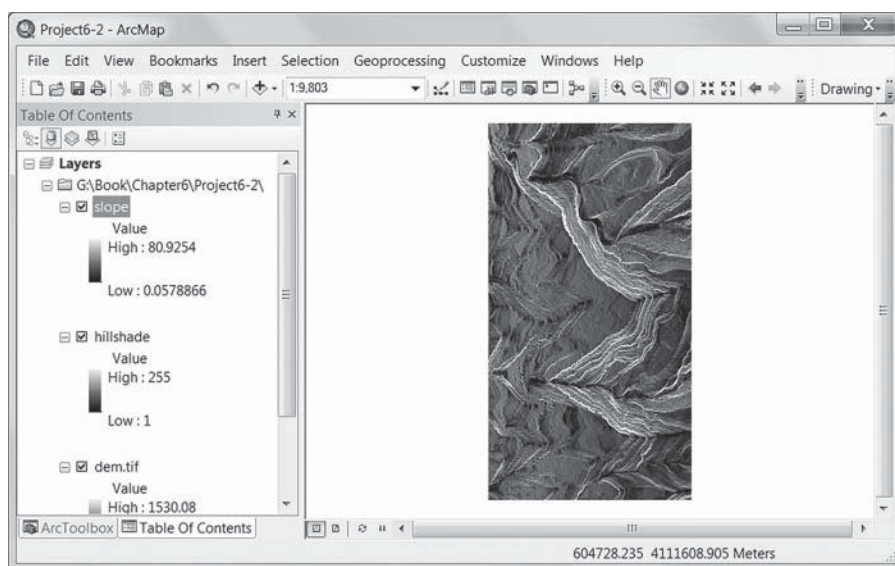 Project6-2 - ArcMap
File Edit View Bookmarks Insert Selection Geoprocessing Customize Windows Help
1:9,803
Drawing
Table Of Contents
Layers
G:\Book\Chapter6\Project6-2\
slope
Value
High : 80.9254
Low : 0.0578866
hillshade
Value
High : 255
Low : 1
dem.tif
Value
High : 1530.08
ArcToolbox Table Of Contents
604728.235 4111608.905 Meters